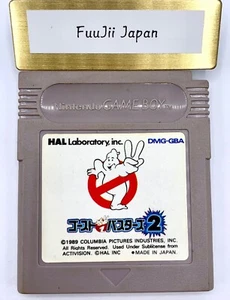 FuuJii Japan
Nintendo GAME BOY
HAL Laboratory, inc. DMG-GBA
ゴーストバスターズ2
©1989 COLUMBIA PICTURES INDUSTRIES, INC.
All Rights Reserved. Used Under Sublicense from
ACTIVISION. ©HAL INC ★MADE IN JAPAN.